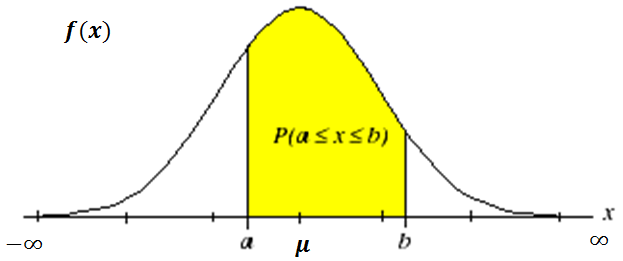 f(x)
P(a ≤ x ≤ b)
x
−∞ a μ b ∞